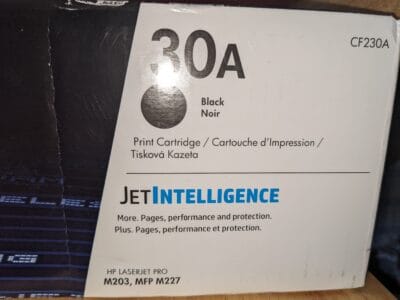 30A
CF230A
Black
Noir
Print Cartridge / Cartouche d'Impression /
Tisková Kazeta
JETINTELLIGENCE
More. Pages, performance and protection.
Plus. Pages, performance et protection.
HP LASERJET PRO
M203, MFP M227